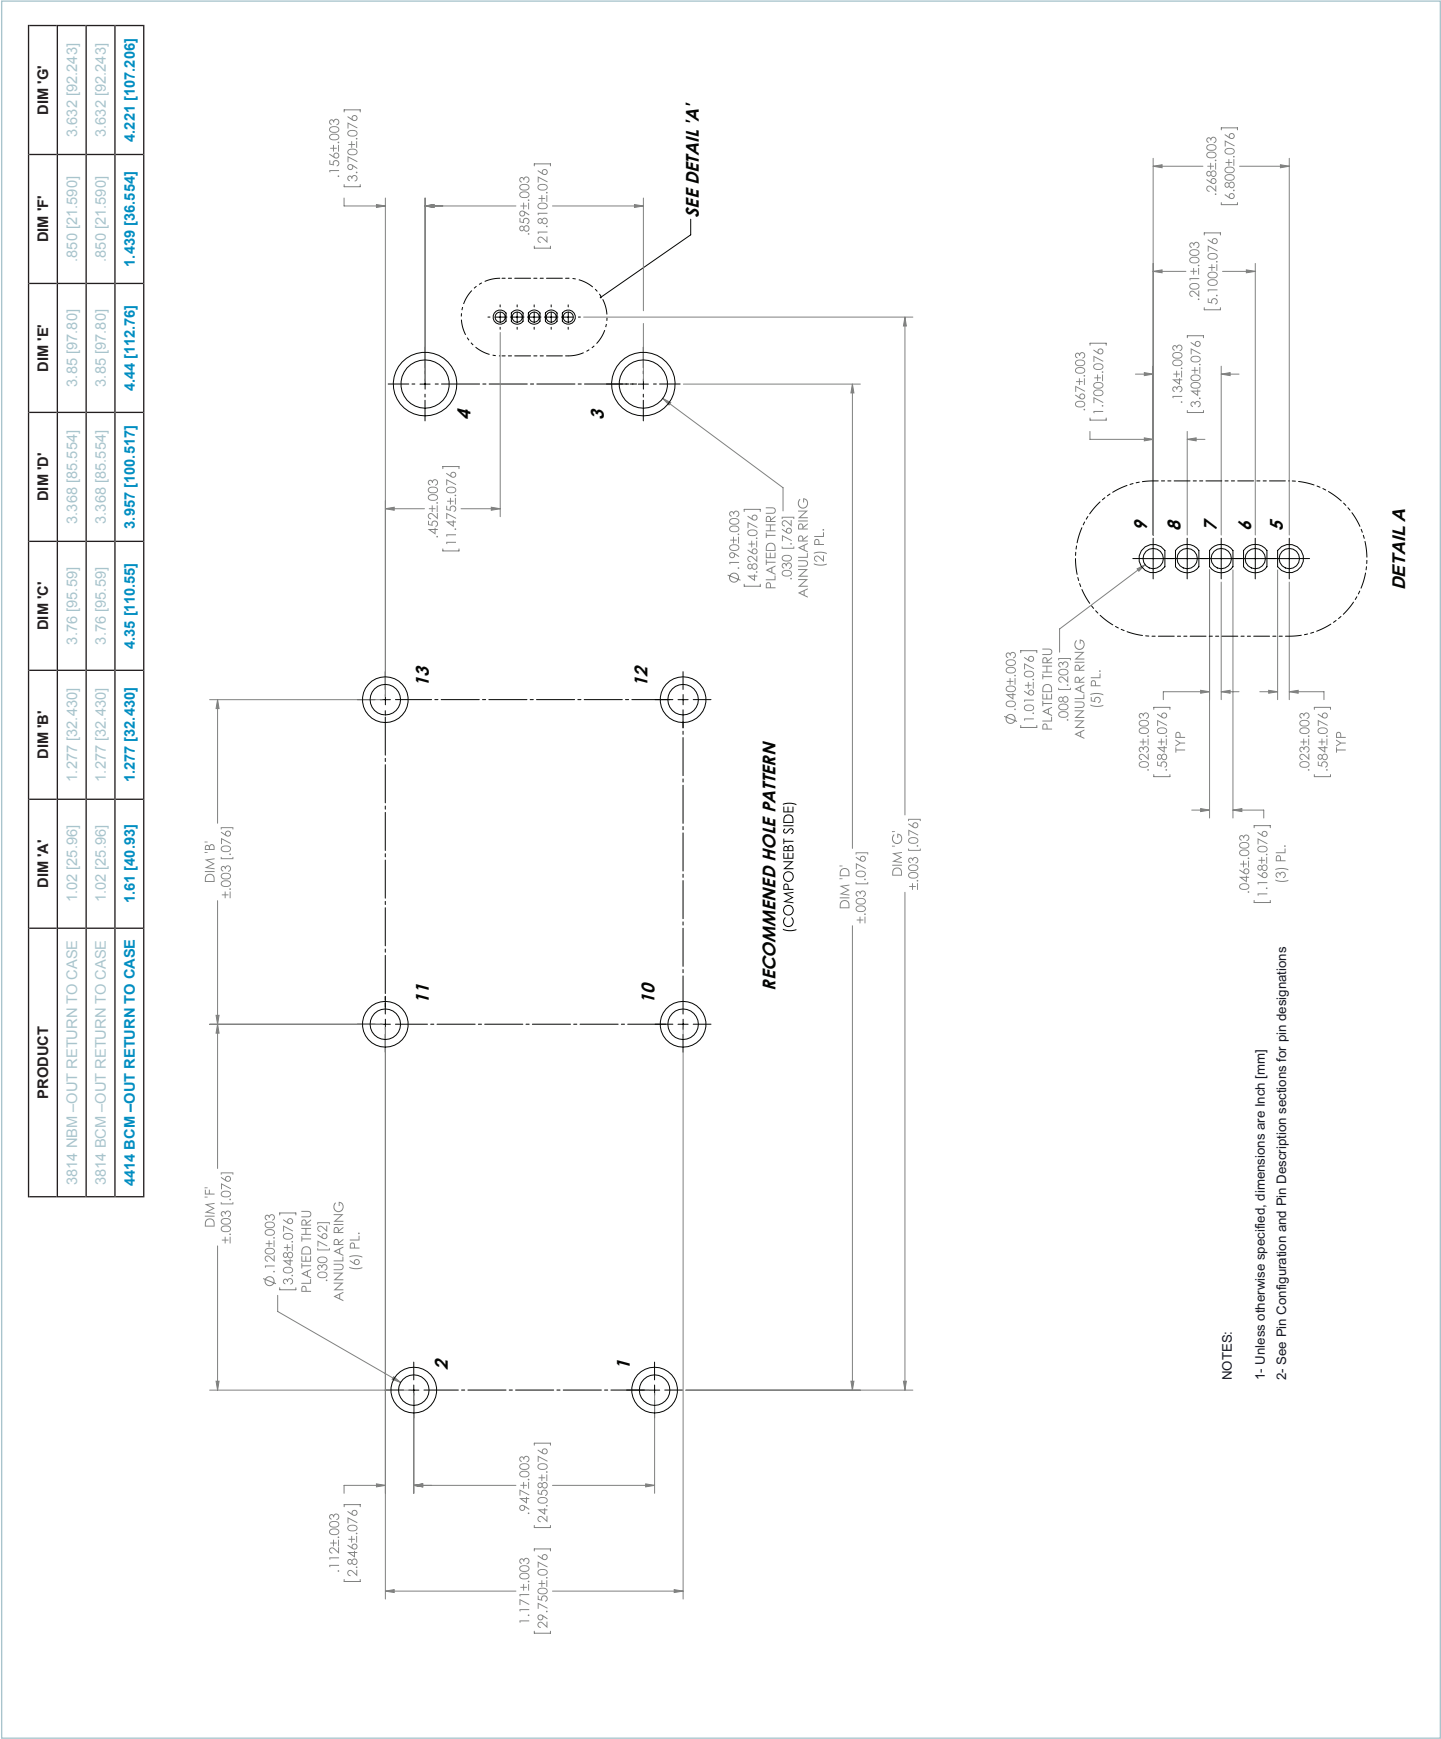 PRODUCT DIM 'A' DIM 'B' DIM 'C' DIM 'D' DIM 'E' DIM 'F' DIM 'G'
3814 NBM –OUT RETURN TO CASE 1.02 [25.96] 1.277 [32.430] 3.76 [95.59] 3.368 [85.554] 3.85 [97.80] .850 [21.590] 3.632 [92.243]
3814 BCM –OUT RETURN TO CASE 1.02 [25.96] 1.277 [32.430] 3.76 [95.59] 3.368 [85.554] 3.85 [97.80] .850 [21.590] 3.632 [92.243]
4414 BCM –OUT RETURN TO CASE 1.61 [40.93] 1.277 [32.430] 4.35 [110.55] 3.957 [100.517] 4.44 [112.76] 1.439 [36.554] 4.221 [107.206]
DIM 'F'
±.003 [.076]
DIM 'B'
±.003 [.076]
Ø .120±.003
[3.048±.076]
PLATED THRU
.030 [762]
ANNULAR RING
(6) PL.
.112±.003
[2.846±.076]
.156±.003
[3.970±.076]
2
11
13
4
.452±.003
[11.475±.076]
1.171±.003
[29.750±.076]
.947±.003
[24.058±.076]
.859±.003
[21.810±.076]
1
10
12
3
SEE DETAIL 'A'
Ø .190±.003
[4.826±.076]
PLATED THRU
.030 [.762]
ANNULAR RING
(2) PL.
RECOMMENED HOLE PATTERN
(COMPONEBT SIDE)
DIM 'D'
±.003 [.076]
DIM 'G'
±.003 [.076]
Ø .040±.003
[1.016±.076]
PLATED THRU
.008 [.203]
ANNULAR RING
(5) PL.
.067±.003
[1.700±.076]
.134±.003
[3.400±.076]
.201±.003
[5.100±.076]
.268±.003
[6.800±.076]
9
8
7
6
5
.023±.003
[.584±.076]
TYP
.023±.003
[.584±.076]
TYP
.046±.003
[1.168±.076]
(3) PL.
DETAIL A
NOTES:
1- Unless otherwise specified, dimensions are Inch [mm]
2- See Pin Configuration and Pin Description sections for pin designations